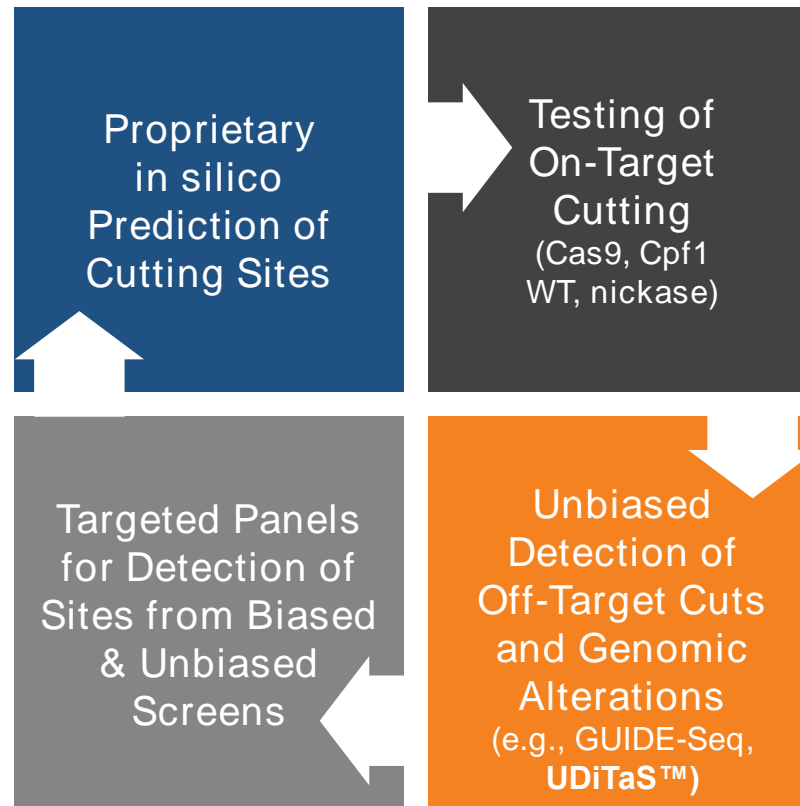 Proprietary
in silico
Prediction of
Cutting Sites
Testing of
On-Target
Cutting
(Cas9, Cpf1
WT, nickase)
Unbiased
Detection of
Off-Target Cuts
and Genomic
Alterations
(e.g., GUIDE-Seq,
UDiTaS™)
Targeted Panels
for Detection of
Sites from Biased
& Unbiased
Screens